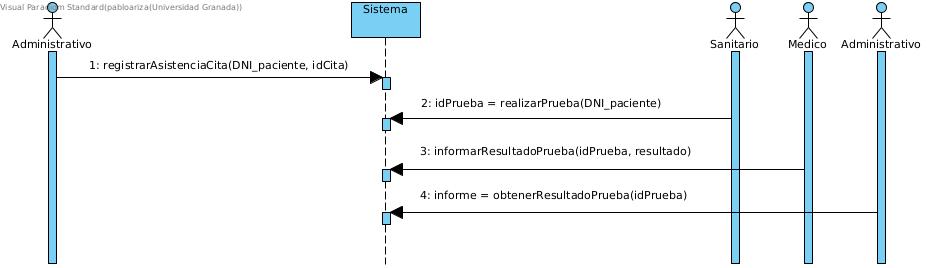 Visual Paradigm Standard(pabloariza(Universidad Granada))
Sistema
Administrativo
Sanitario
Medico
Administrativo
1: registrarAsistenciaCita(DNI_paciente, idCita)
2: idPrueba = realizarPrueba(DNI_paciente)
3: informarResultadoPrueba(idPrueba, resultado)
4: informe = obtenerResultadoPrueba(idPrueba)